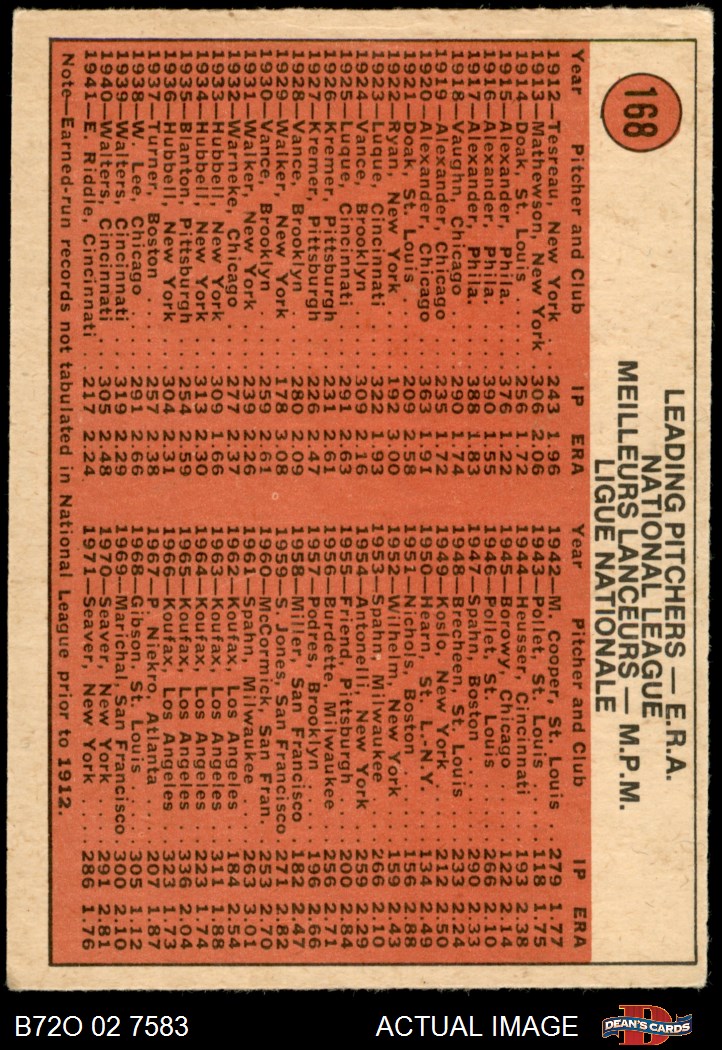 168
LEADING PITCHERS — E.R.A.
NATIONAL LEAGUE
MEILLEURS LANCEURS — M.P.M.
LIGUE NATIONALE
Year Pitcher and Club IP ERA
1912—Tesreau, New York . . 243 1.96
1913—Mathewson, New York 306 2.06
1914—Doak, St. Louis . . . . . 256 1.72
1915—Alexander, Phila. . . . . 376 1.22
1916—Alexander, Phila. . . . . 390 1.55
1917—Alexander, Phila. . . . . 388 1.83
1918—Vaughn, Chicago . . . . 290 1.74
1919—Alexander, Chicago . . . 235 1.72
1920—Alexander, Chicago . . . 363 1.91
1921—Doak, St. Louis . . . . . 209 2.58
1922—Ryan, New York . . . . . 192 3.00
1923—Luque, Cincinnati . . . . 322 1.93
1924—Vance, Brooklyn . . . . . 309 2.16
1925—Luque, Cincinnati . . . . 291 2.63
1926—Kremer, Pittsburgh . . . 231 2.61
1927—Kremer, Pittsburgh . . . 226 2.47
1928—Vance, Brooklyn . . . . . 280 2.09
1929—Walker, New York . . . . 178 3.08
1930—Vance, Brooklyn . . . . . 259 2.61
1931—Walker, New York . . . . 239 2.26
1932—Warneke, Chicago . . . . 277 2.37
1933—Hubbell, New York . . . 309 1.66
1934—Hubbell, New York . . . 313 2.30
1935—Blanton, Pittsburgh . . . 254 2.59
1936—Hubbell, New York . . . 304 2.31
1937—Turner, Boston . . . . . 257 2.38
1938—W. Lee, Chicago . . . . . 291 2.66
1939—Walters, Cincinnati . . . 319 2.29
1940—Walters, Cincinnati . . . 305 2.48
1941—E. Riddle, Cincinnati . . 217 2.24
Year Pitcher and Club IP ERA
1942—M. Cooper, St. Louis . . 279 1.77
1943—Pollet, St. Louis . . . . . 118 1.75
1944—Heusser, Cincinnati . . . 193 2.38
1945—Borowy, Chicago . . . . 122 2.14
1946—Pollet, St. Louis . . . . . 266 2.10
1947—Spahn, Boston . . . . . 290 2.33
1948—Brecheen, St. Louis . . . 233 2.24
1949—Koslo, New York . . . . 212 2.50
1950—Hearn, St. L.-N.Y. . . . . 134 2.49
1951—Nichols, Boston . . . . . 156 2.88
1952—Wilhelm, New York . . . 159 2.43
1953—Spahn, Milwaukee . . . 266 2.10
1954—Antonelli, New York . . 259 2.29
1955—Friend, Pittsburgh . . . 200 2.84
1956—Burdette, Milwaukee . . 256 2.71
1957—Podres, Brooklyn . . . . 196 2.66
1958—Miller, San Francisco . . 182 2.47
1959—S. Jones, San Francisco 271 2.82
1960—McCormick, San Fran. . 253 2.70
1961—Spahn, Milwaukee . . . 263 3.01
1962—Koufax, Los Angeles . . 184 2.54
1963—Koufax, Los Angeles . . 311 1.88
1964—Koufax, Los Angeles . . 223 1.74
1965—Koufax, Los Angeles . . 336 2.04
1966—Koufax, Los Angeles . . 323 1.73
1967—P. Niekro, Atlanta . . . . 207 1.87
1968—Gibson, St. Louis . . . . 305 1.12
1969—Marichal, San Francisco 300 2.10
1970—Seaver, New York . . . . 291 2.81
1971—Seaver, New York . . . . 286 1.76
Note—Earned-run records not tabulated in National League prior to 1912.
B72O 02 7583 ACTUAL IMAGE D DEAN'S CARDS